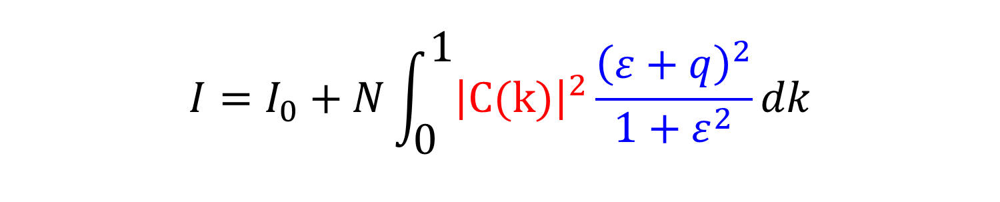 I = I₀ + N ∫₀¹ |C(k)|² (ε + q)² / (1 + ε²) dk